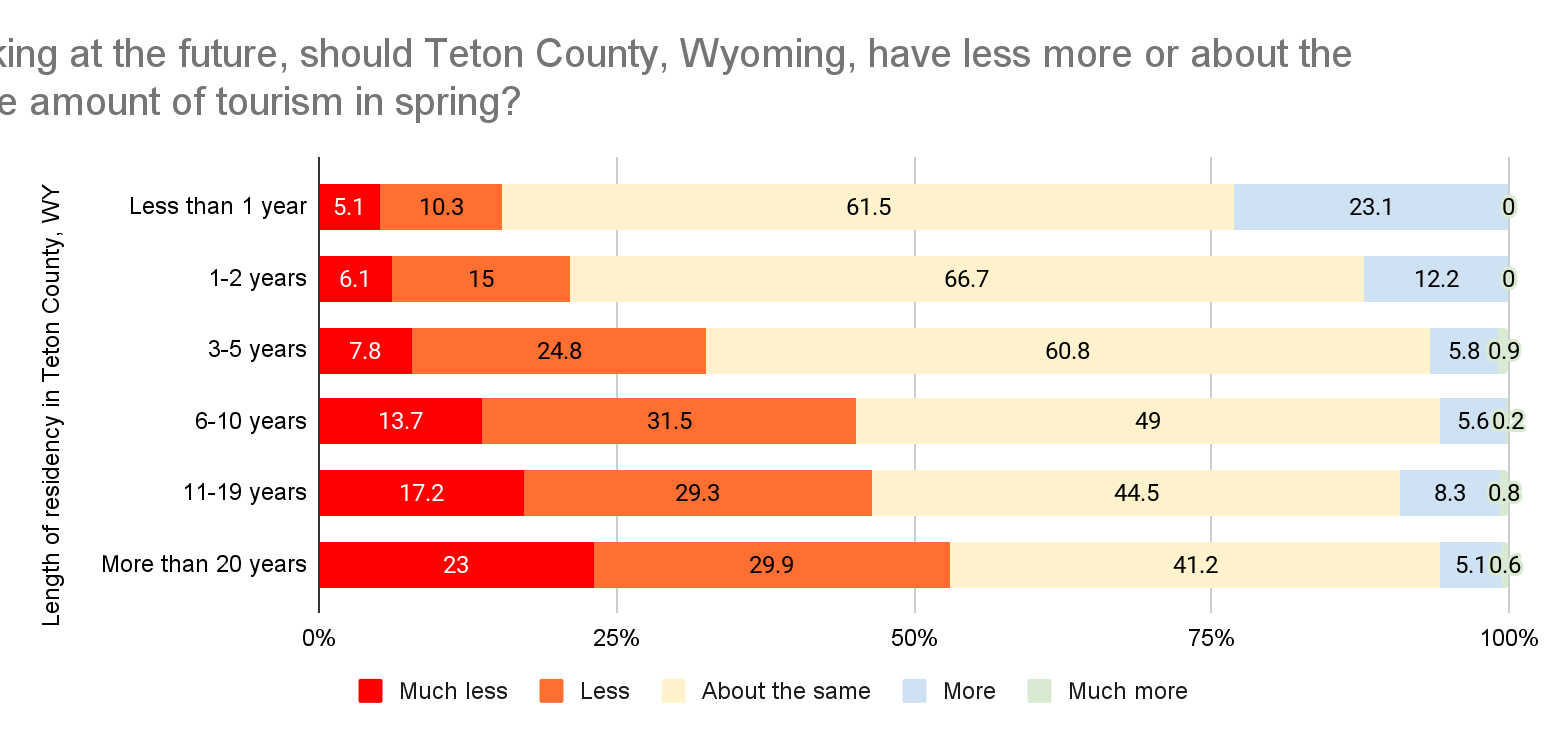 king at the future, should Teton County, Wyoming, have less more or about the
e amount of tourism in spring?
Length of residency in Teton County, WY
Less than 1 year 5.1 10.3 61.5 23.1 0
1-2 years 6.1 15 66.7 12.2 0
3-5 years 7.8 24.8 60.8 5.8 0.9
6-10 years 13.7 31.5 49 5.6 0.2
11-19 years 17.2 29.3 44.5 8.3 0.8
More than 20 years 23 29.9 41.2 5.1 0.6
0% 25% 50% 75% 100%
Much less Less About the same More Much more